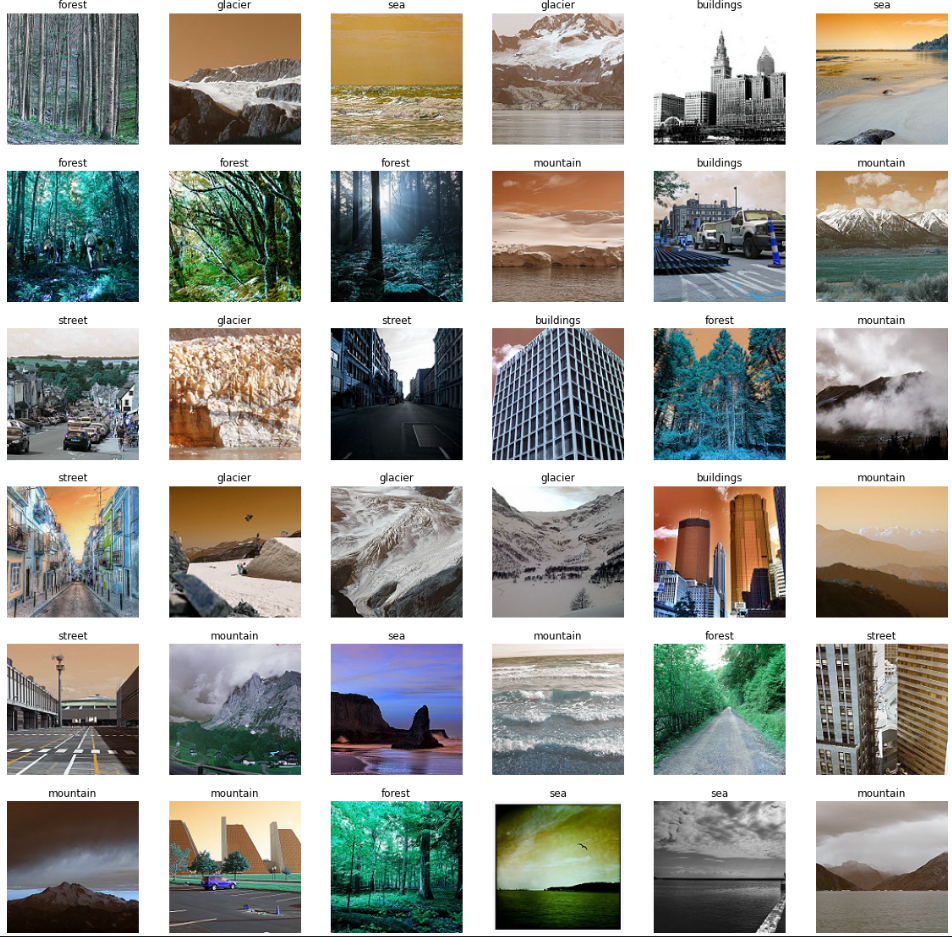 forest glacier sea glacier buildings sea
forest forest forest mountain buildings mountain
street glacier street buildings forest mountain
street glacier glacier glacier buildings mountain
street mountain sea mountain forest street
mountain mountain forest sea sea mountain